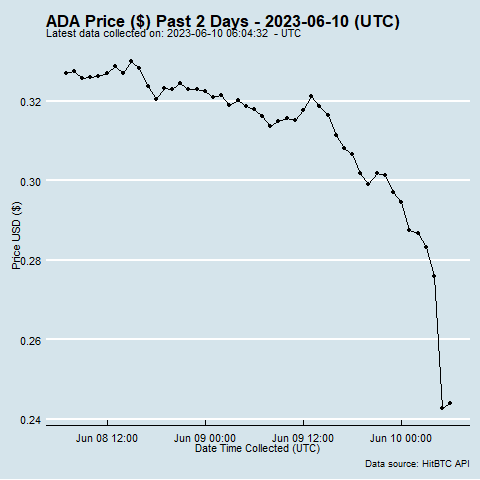 ADA Price ($) Past 2 Days - 2023-06-10 (UTC)
Latest data collected on: 2023-06-10 06:04:32  - UTC
Price USD ($)
0.32
0.30
0.28
0.26
0.24
Jun 08 12:00
Jun 09 00:00
Jun 09 12:00
Jun 10 00:00
Date Time Collected (UTC)
Data source: HitBTC API